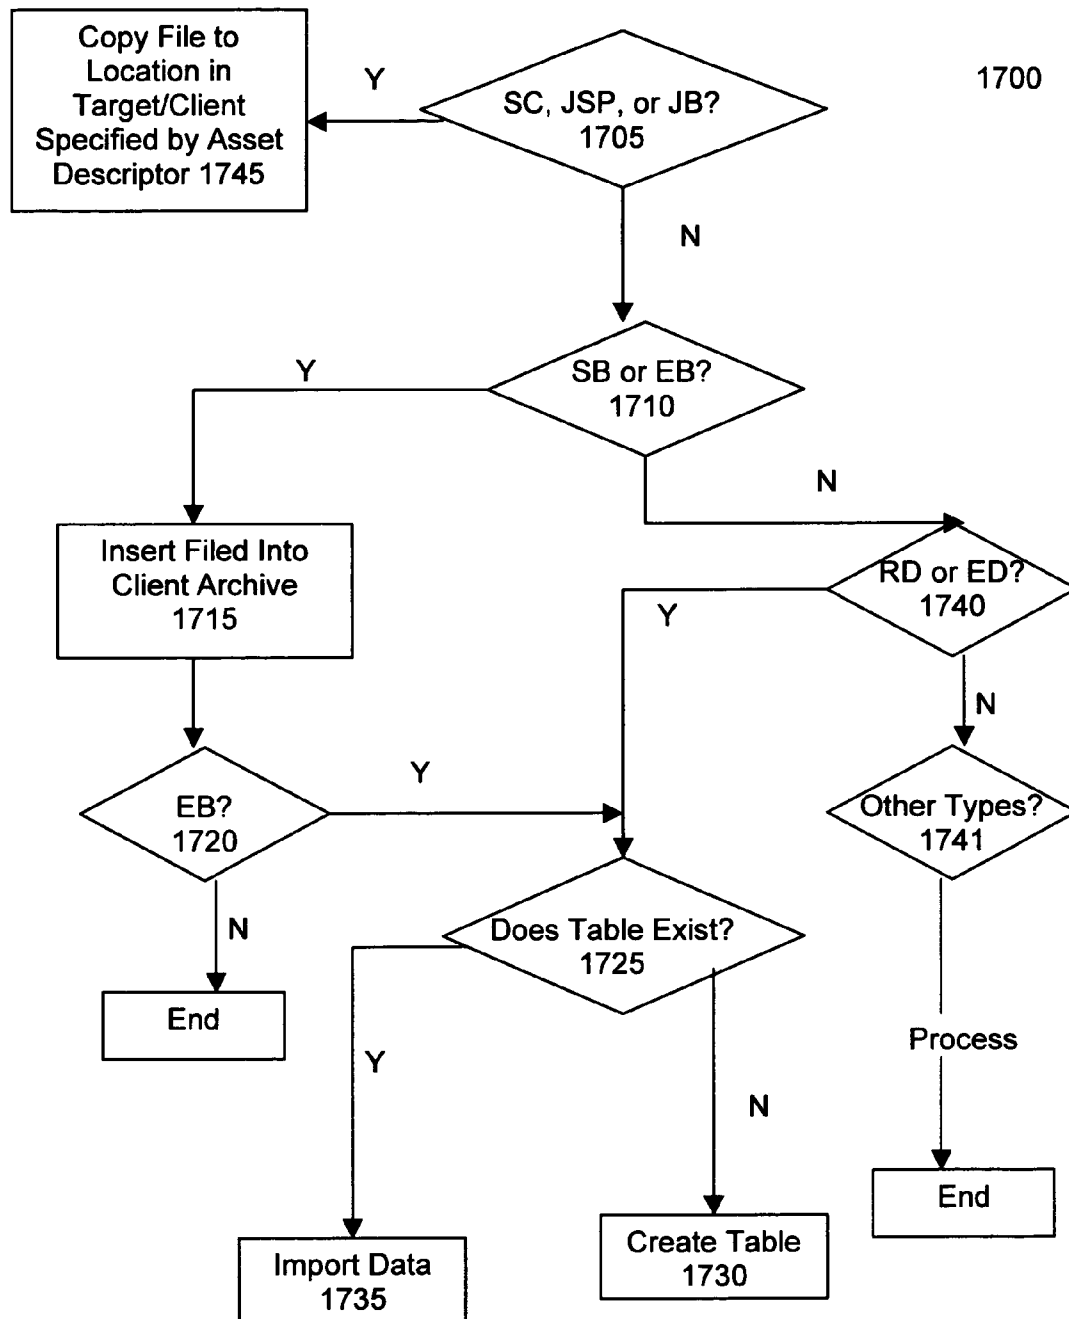 Copy File to
Location in
Target/Client
Specified by Asset
Descriptor 1745
Y
SC, JSP, or JB?
1705
1700
N
Y
SB or EB?
1710
N
Insert Filed Into
Client Archive
1715
RD or ED?
1740
Y
N
EB?
1720
Y
Other Types?
1741
N
Does Table Exist?
1725
End
Y
N
Process
End
Import Data
1735
Create Table
1730